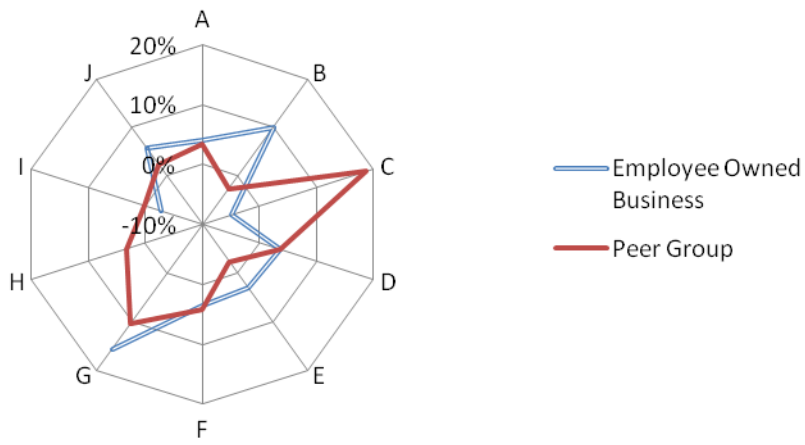 A
20%
J
B
10%
I
0%
C
-10%
H
D
G
E
F
Employee Owned
Business
Peer Group